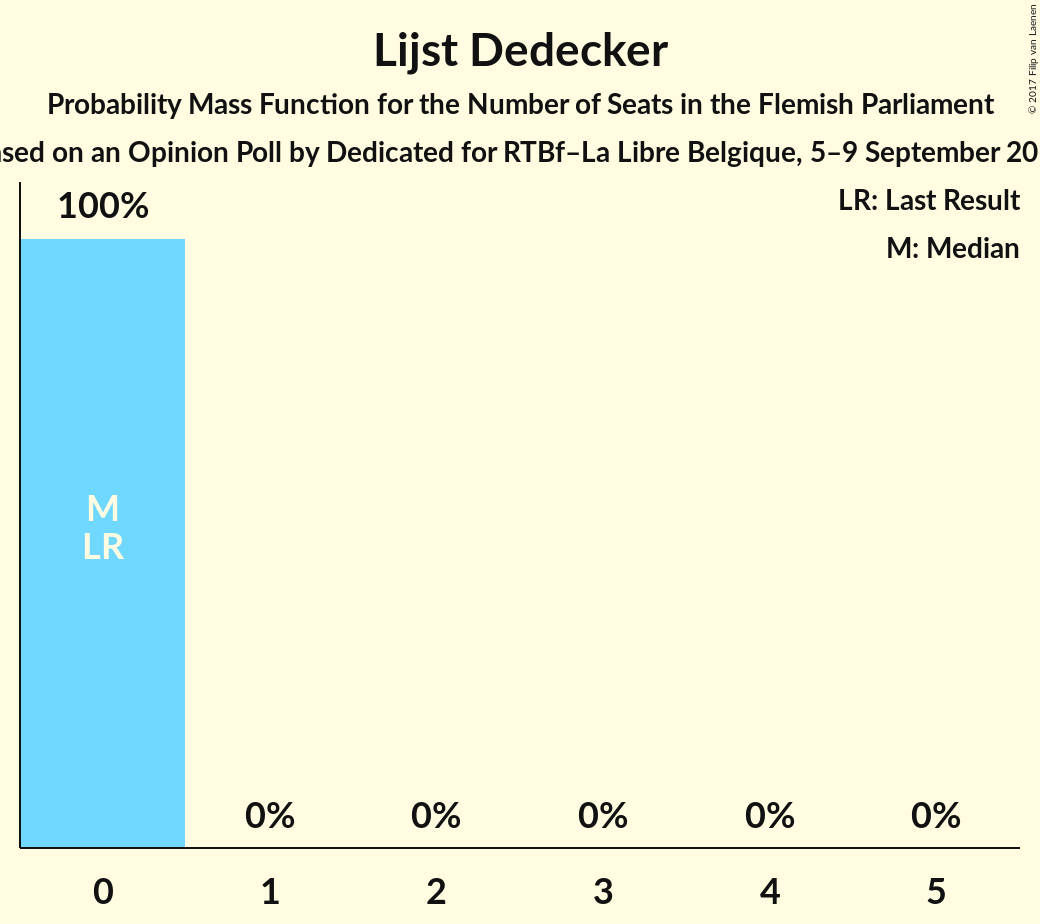 Lijst Dedecker
Probability Mass Function for the Number of Seats in the Flemish Parliament
on an Opinion Poll by Dedicated for RTBf–La Libre Belgique, 5–9 September
LR: Last Result
M: Median
100%
M
LR
0% 0% 0% 0% 0%
0 1 2 3 4 5
© 2017 Filip van Laenen